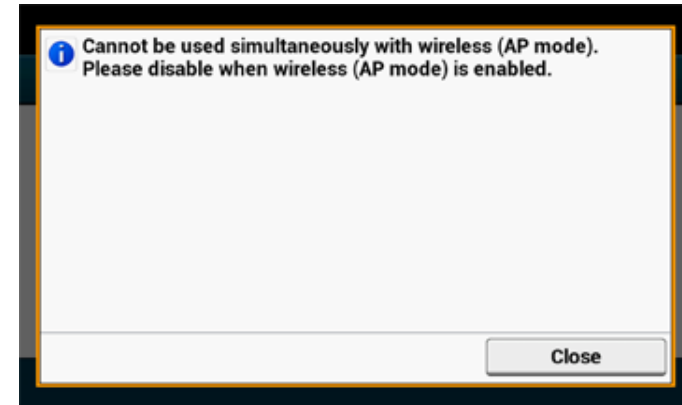 Cannot be used simultaneously with wireless (AP mode).
Please disable when wireless (AP mode) is enabled.
Close